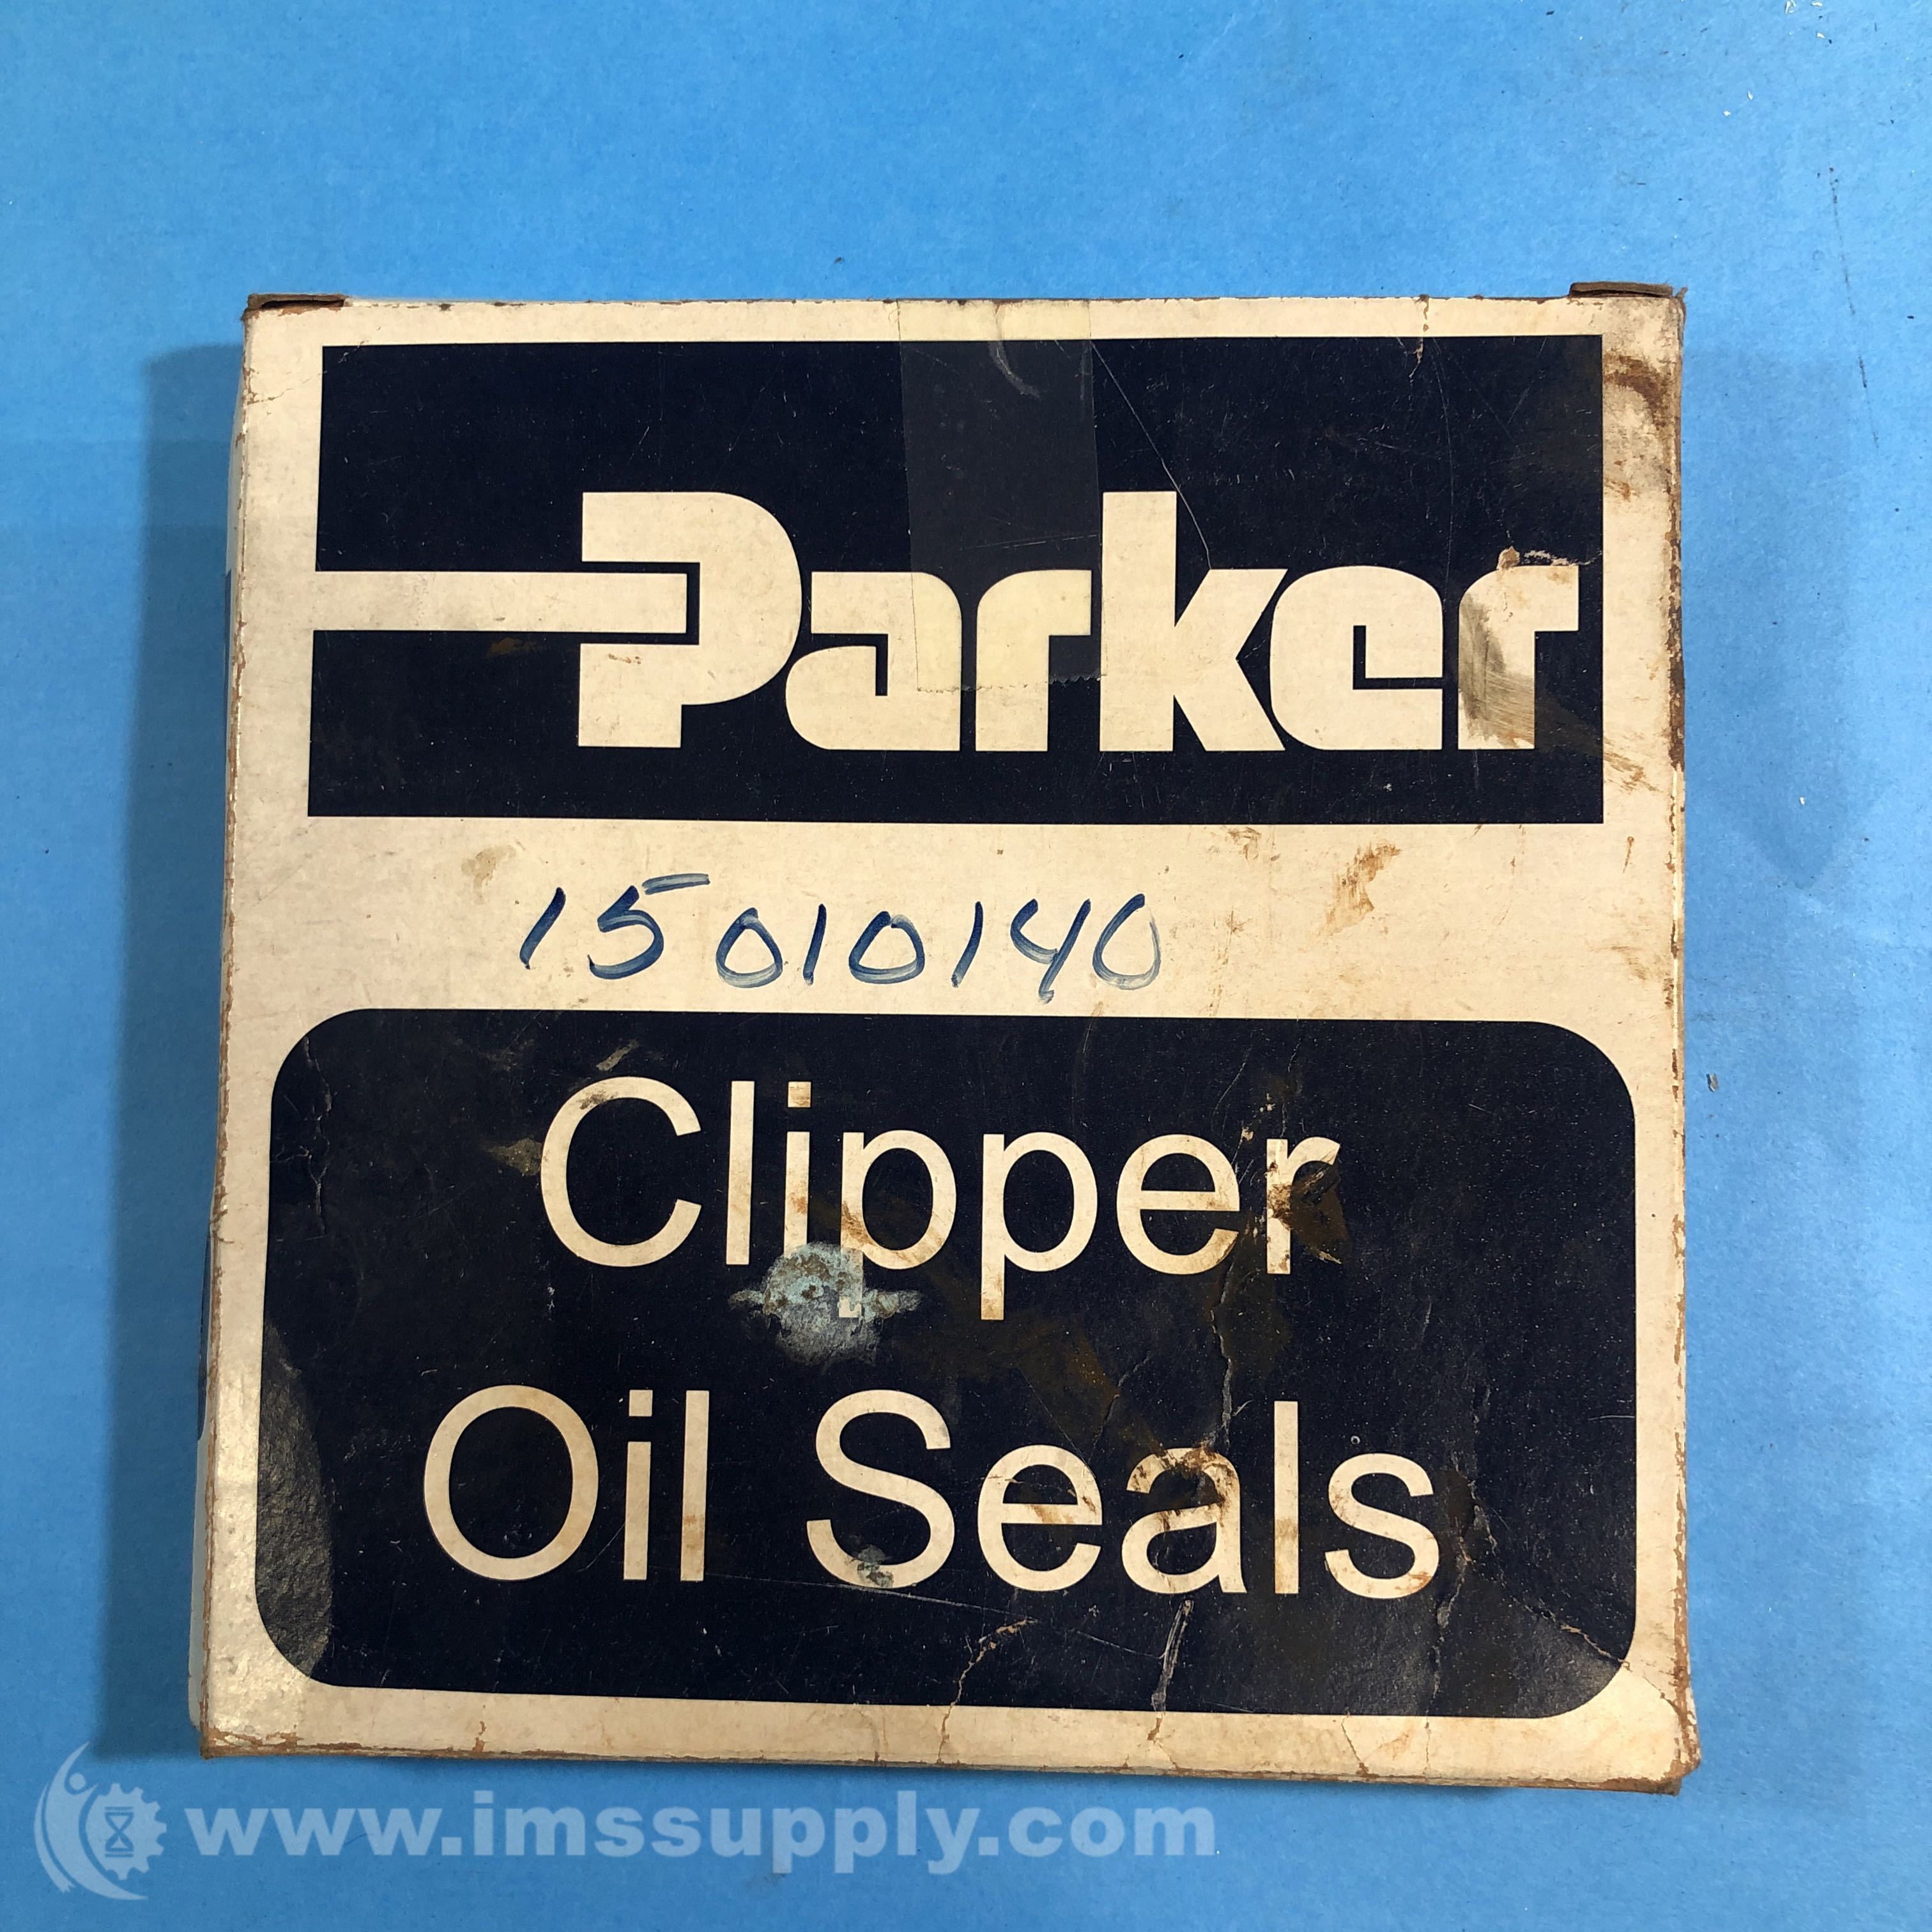 Parker
15010140
Clipper
Oil Seals
www.imssupply.com